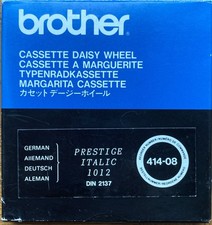 brother
CASSETTE DAISY WHEEL
CASSETTE A MARGUERITE
TYPENRADKASSETTE
MARGARITA CASSETTE
カセットデージーホイール
GERMAN
ALLEMAND
DEUTSCH
ALEMAN
PRESTIGE
ITALIC
1012
DIN 2137
414-08